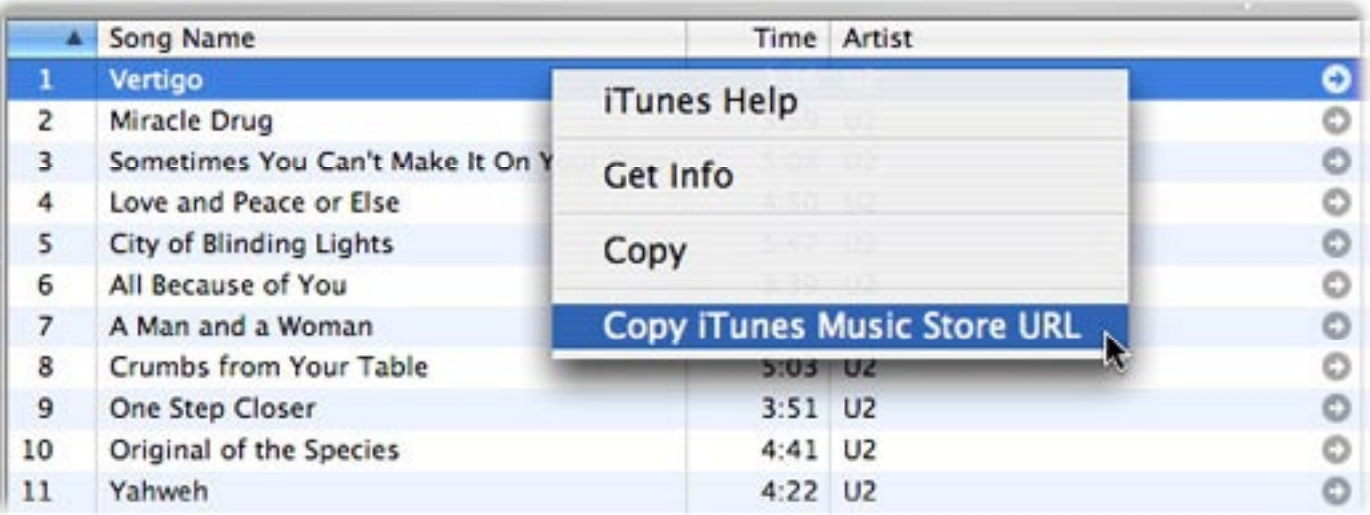 Song Name Time Artist
1 Vertigo
iTunes Help
2 Miracle Drug
3 Sometimes You Can't Make It On Y
Get Info
4 Love and Peace or Else
5 City of Blinding Lights
Copy
6 All Because of You
7 A Man and a Woman
Copy iTunes Music Store URL
8 Crumbs from Your Table 5:03 U2
9 One Step Closer 3:51 U2
10 Original of the Species 4:41 U2
11 Yahweh 4:22 U2